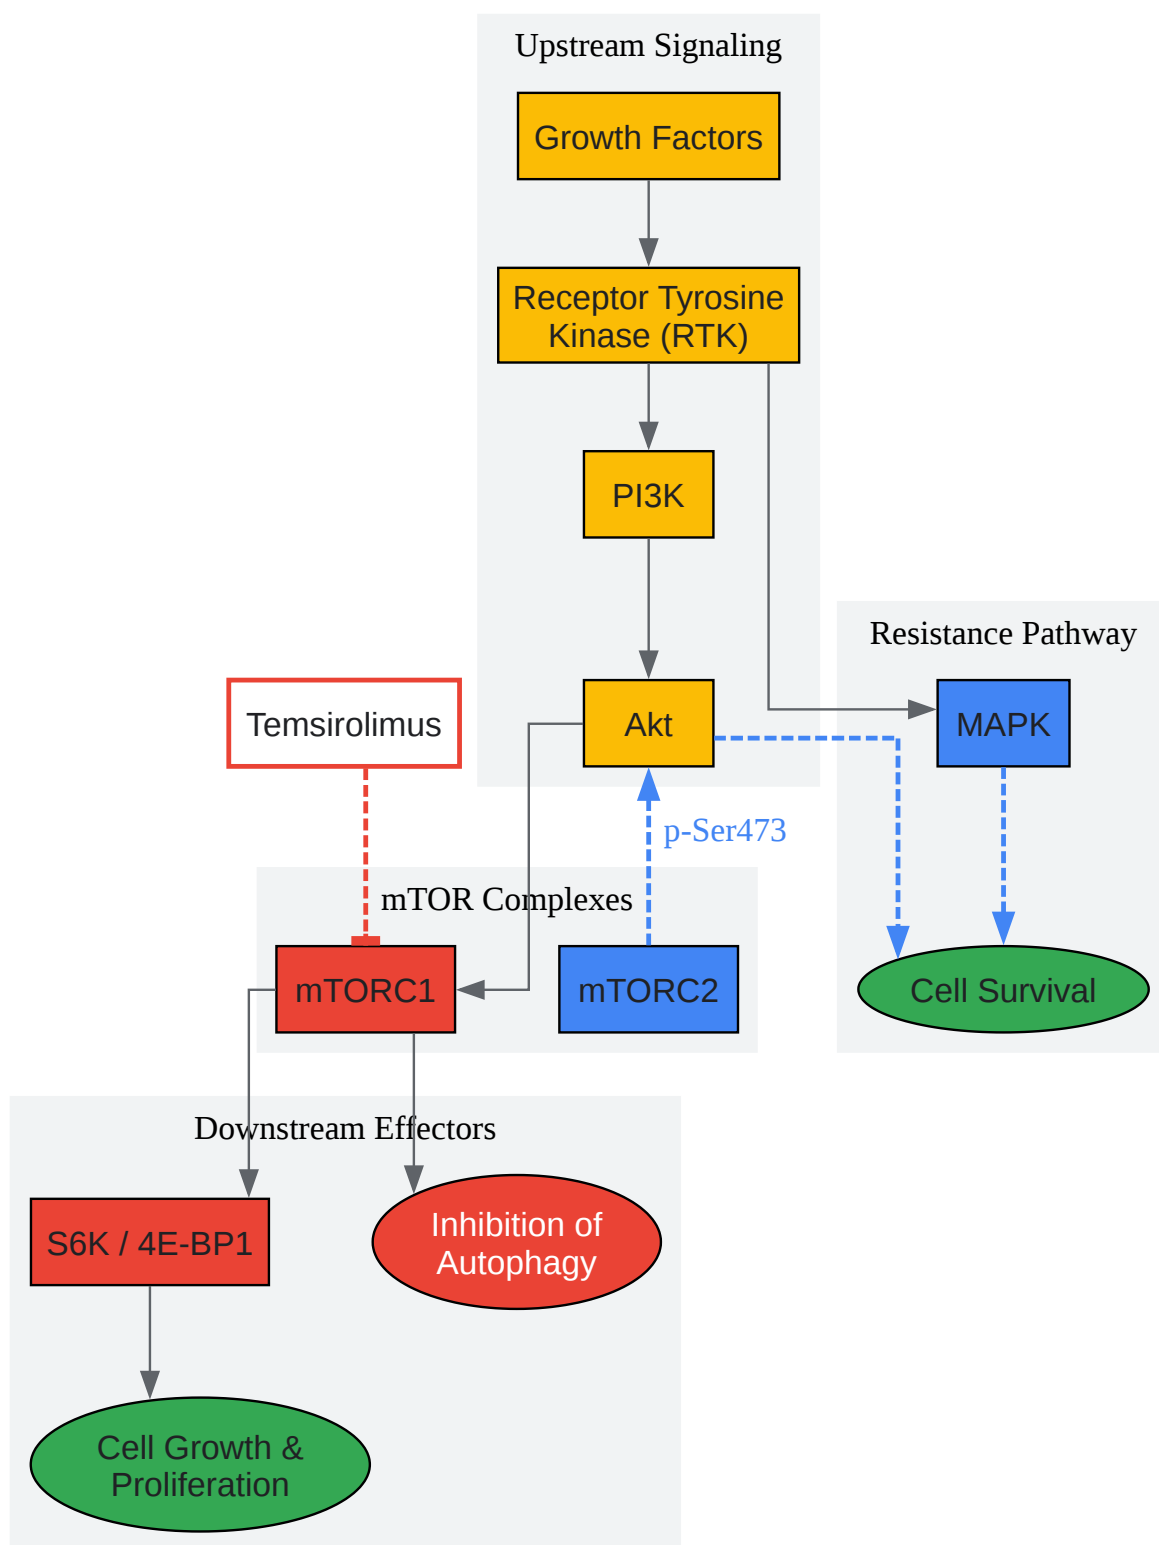 Upstream Signaling
Growth Factors
Receptor Tyrosine
Kinase (RTK)
PI3K
Resistance Pathway
Temsirolimus
Akt
MAPK
p-Ser473
mTOR Complexes
mTORC1
mTORC2
Cell Survival
Downstream Effectors
S6K / 4E-BP1
Inhibition of
Autophagy
Cell Growth &
Proliferation